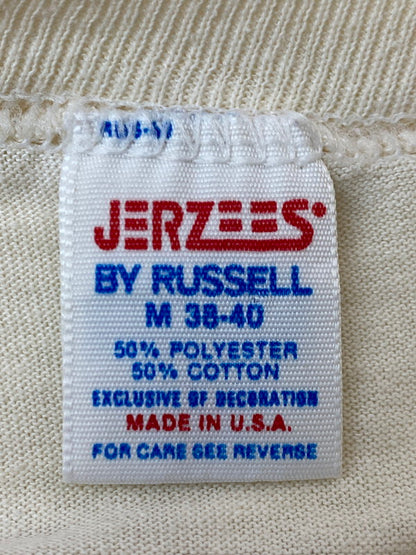 JERZEES
BY RUSSELL
M 38-40
50% POLYESTER
50% COTTON
EXCLUSIVE OF DECORATION
MADE IN U.S.A.
FOR CARE SEE REVERSE